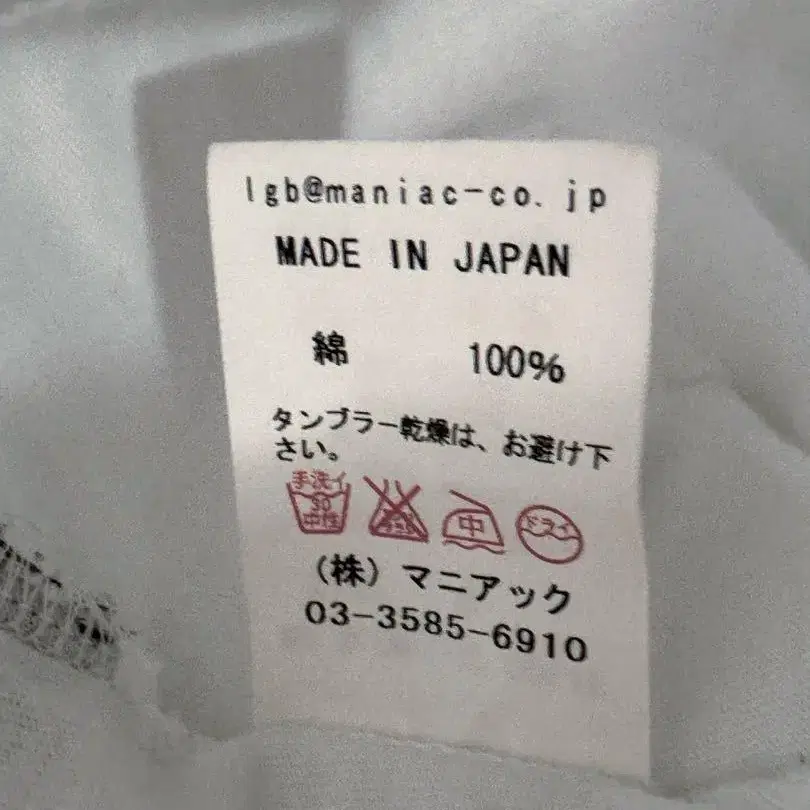 lgb@maniac-co.jp
MADE IN JAPAN
綿 100%
タンブラー乾燥は、お避け下
さい。
手洗イ
30
中性
中
ドライ
(株)マニアック
03-3585-6910